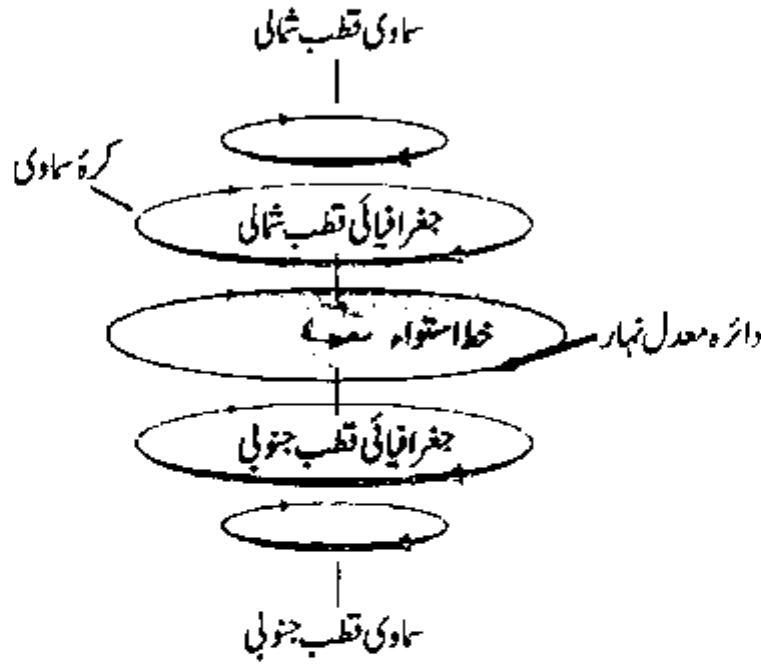 سماوی قطب شمالی
کرۂ سماوی
جغرافیائی قطب شمالی
خط استواء
دائرہ معدل نہار
جغرافیائی قطب جنوبی
سماوی قطب جنوبی